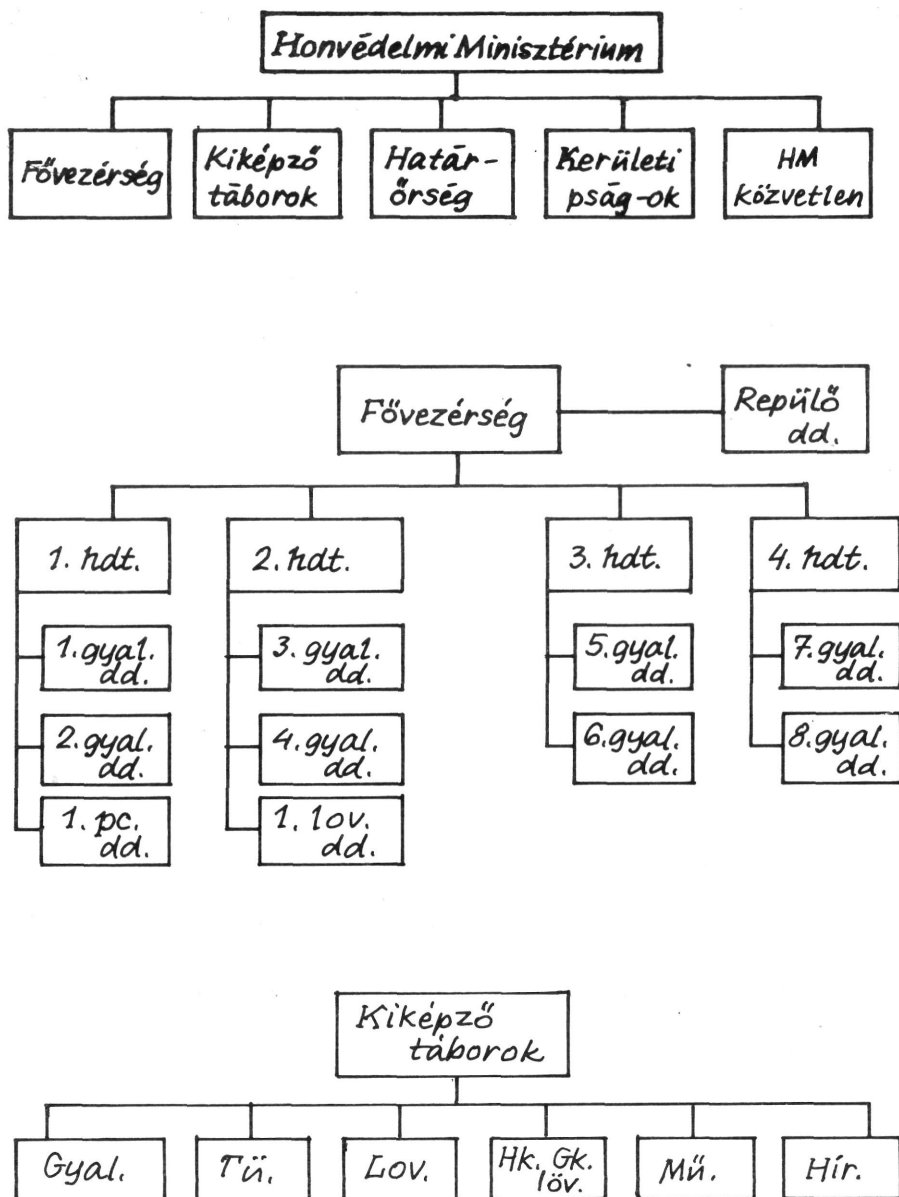 Honvédelmi Minisztérium
Fővezérség
Kiképző
táborok
Határ-
őrség
Kerületi
pság-ok
HM
közvetlen
Fővezérség
Repülő
dd.
1. hdt.
2. hdt.
3. hdt.
4. hdt.
1. gyal.
dd.
3. gyal.
dd.
5. gyal.
dd.
7. gyal.
dd.
2. gyal.
dd.
4. gyal.
dd.
6. gyal.
dd.
8. gyal.
dd.
1. pc.
dd.
1. lov.
dd.
Kiképző
táborok
Gyal.
Tü.
Lov.
Hk. Gk.
löv.
Mű.
Hír.